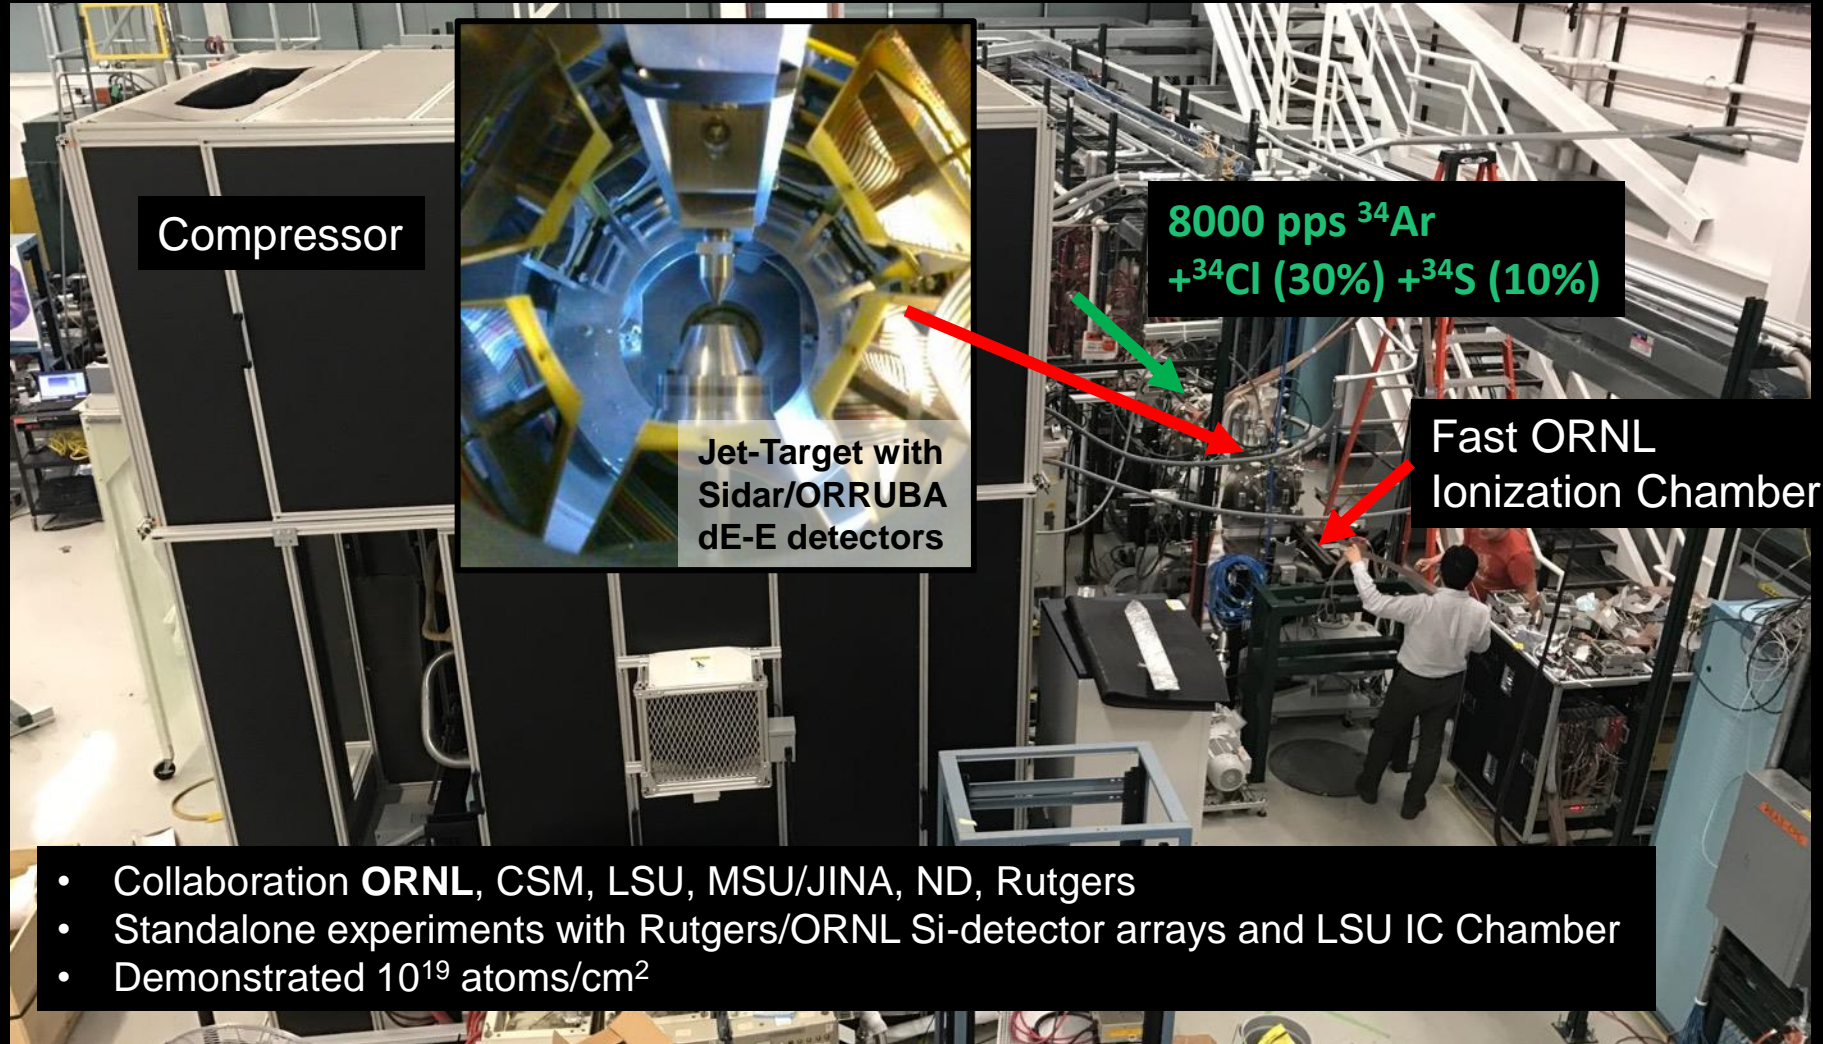 Compressor
8000 pps ³⁴Ar
+³⁴Cl (30%) +³⁴S (10%)
Jet-Target with
Sidar/ORRUBA
dE-E detectors
Fast ORNL
Ionization Chamber
• Collaboration ORNL, CSM, LSU, MSU/JINA, ND, Rutgers
• Standalone experiments with Rutgers/ORNL Si-detector arrays and LSU IC Chamber
• Demonstrated 10¹⁹ atoms/cm²